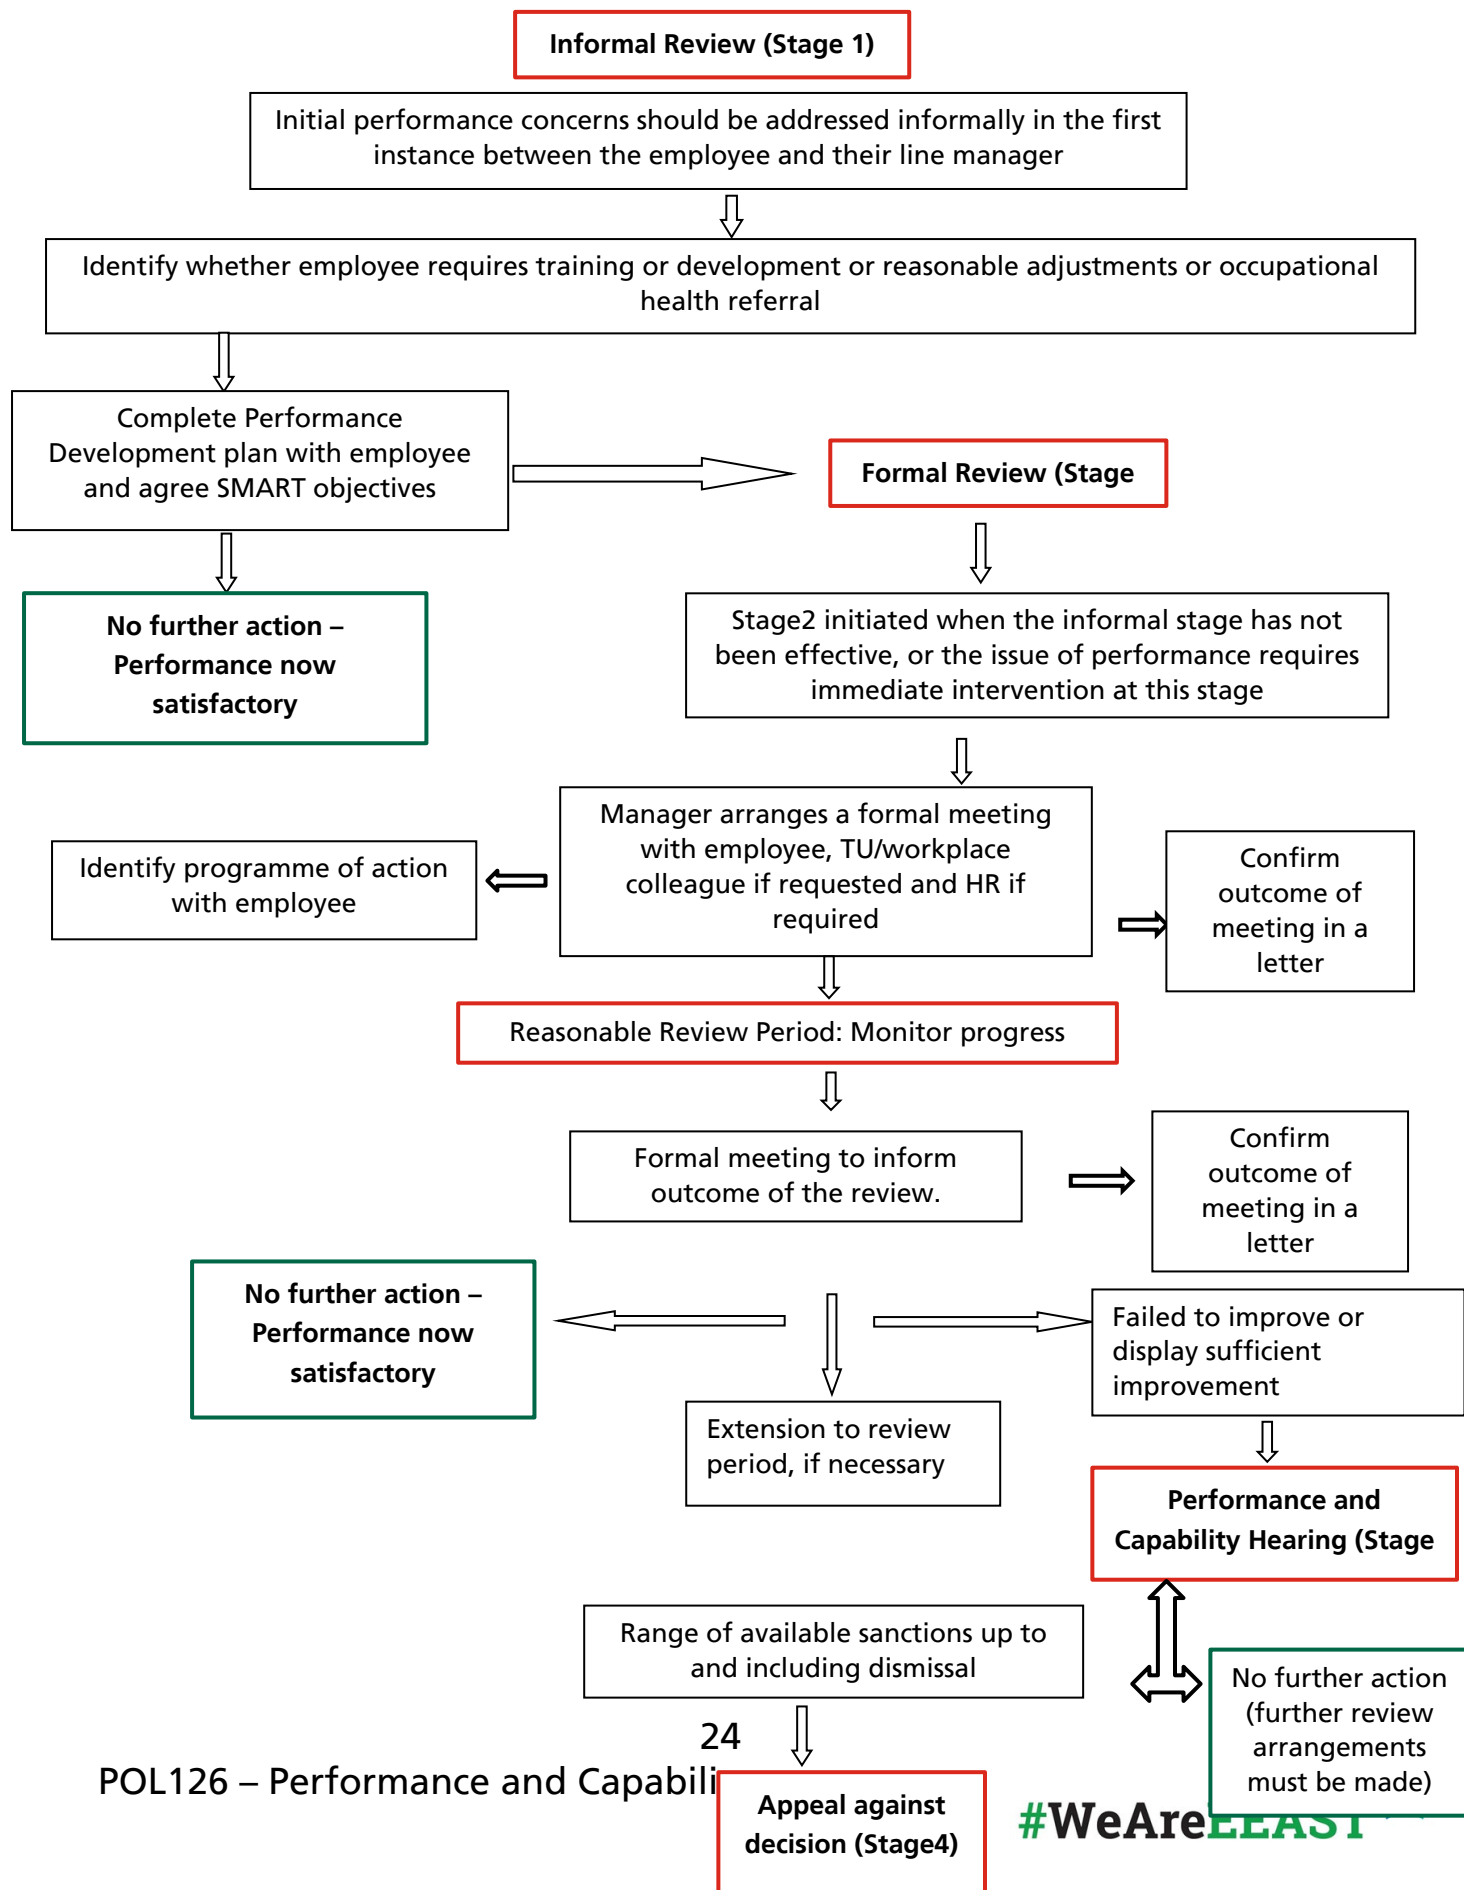 Informal Review (Stage 1)
Initial performance concerns should be addressed informally in the first
instance between the employee and their line manager
Identify whether employee requires training or development or reasonable adjustments or occupational
health referral
Complete Performance
Development plan with employee
and agree SMART objectives
Formal Review (Stage
No further action –
Performance now
satisfactory
Stage2 initiated when the informal stage has not
been effective, or the issue of performance requires
immediate intervention at this stage
Manager arranges a formal meeting
with employee, TU/workplace
colleague if requested and HR if
required
Identify programme of action
with employee
Confirm
outcome of
meeting in a
letter
Reasonable Review Period: Monitor progress
Formal meeting to inform
outcome of the review.
Confirm
outcome of
meeting in a
letter
No further action –
Performance now
satisfactory
Failed to improve or
display sufficient
improvement
Extension to review
period, if necessary
Performance and
Capability Hearing (Stage
Range of available sanctions up to
and including dismissal
No further action
(further review
arrangements
must be made)
24
POL126 – Performance and Capabili
Appeal against
decision (Stage4)
#WeAreEEAST